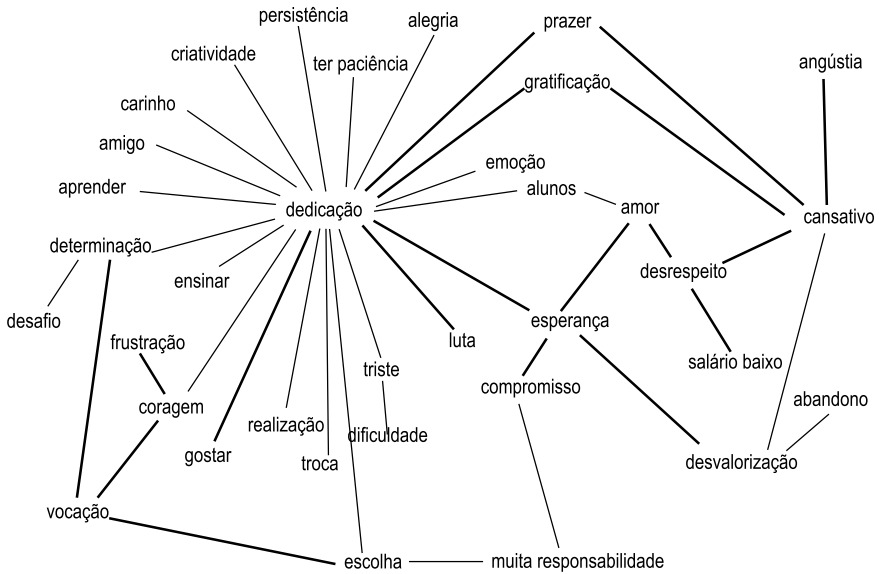 persistência
alegria
prazer
criatividade
ter paciência
angústia
gratificação
carinho
amigo
emoção
aprender
alunos
dedicação
amor
cansativo
determinação
desrespeito
ensinar
desafio
esperança
frustração
luta
salário baixo
triste
compromisso
abandono
coragem
realização
dificuldade
gostar
troca
desvalorização
vocação
escolha
muita responsabilidade